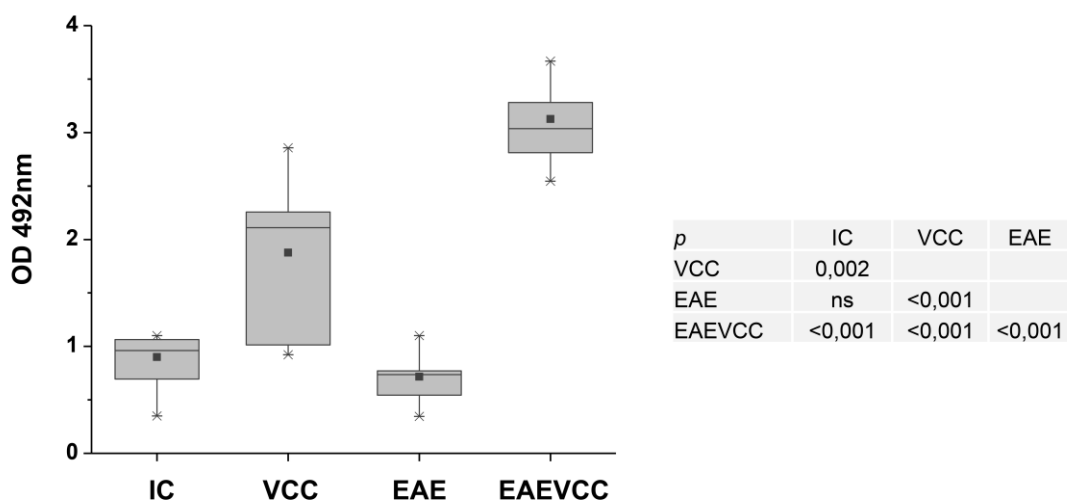 4
3
2
1
0
OD 492nm
IC VCC EAE EAEVCC
p IC VCC EAE
VCC 0,002
EAE ns <0,001
EAEVCC <0,001 <0,001 <0,001